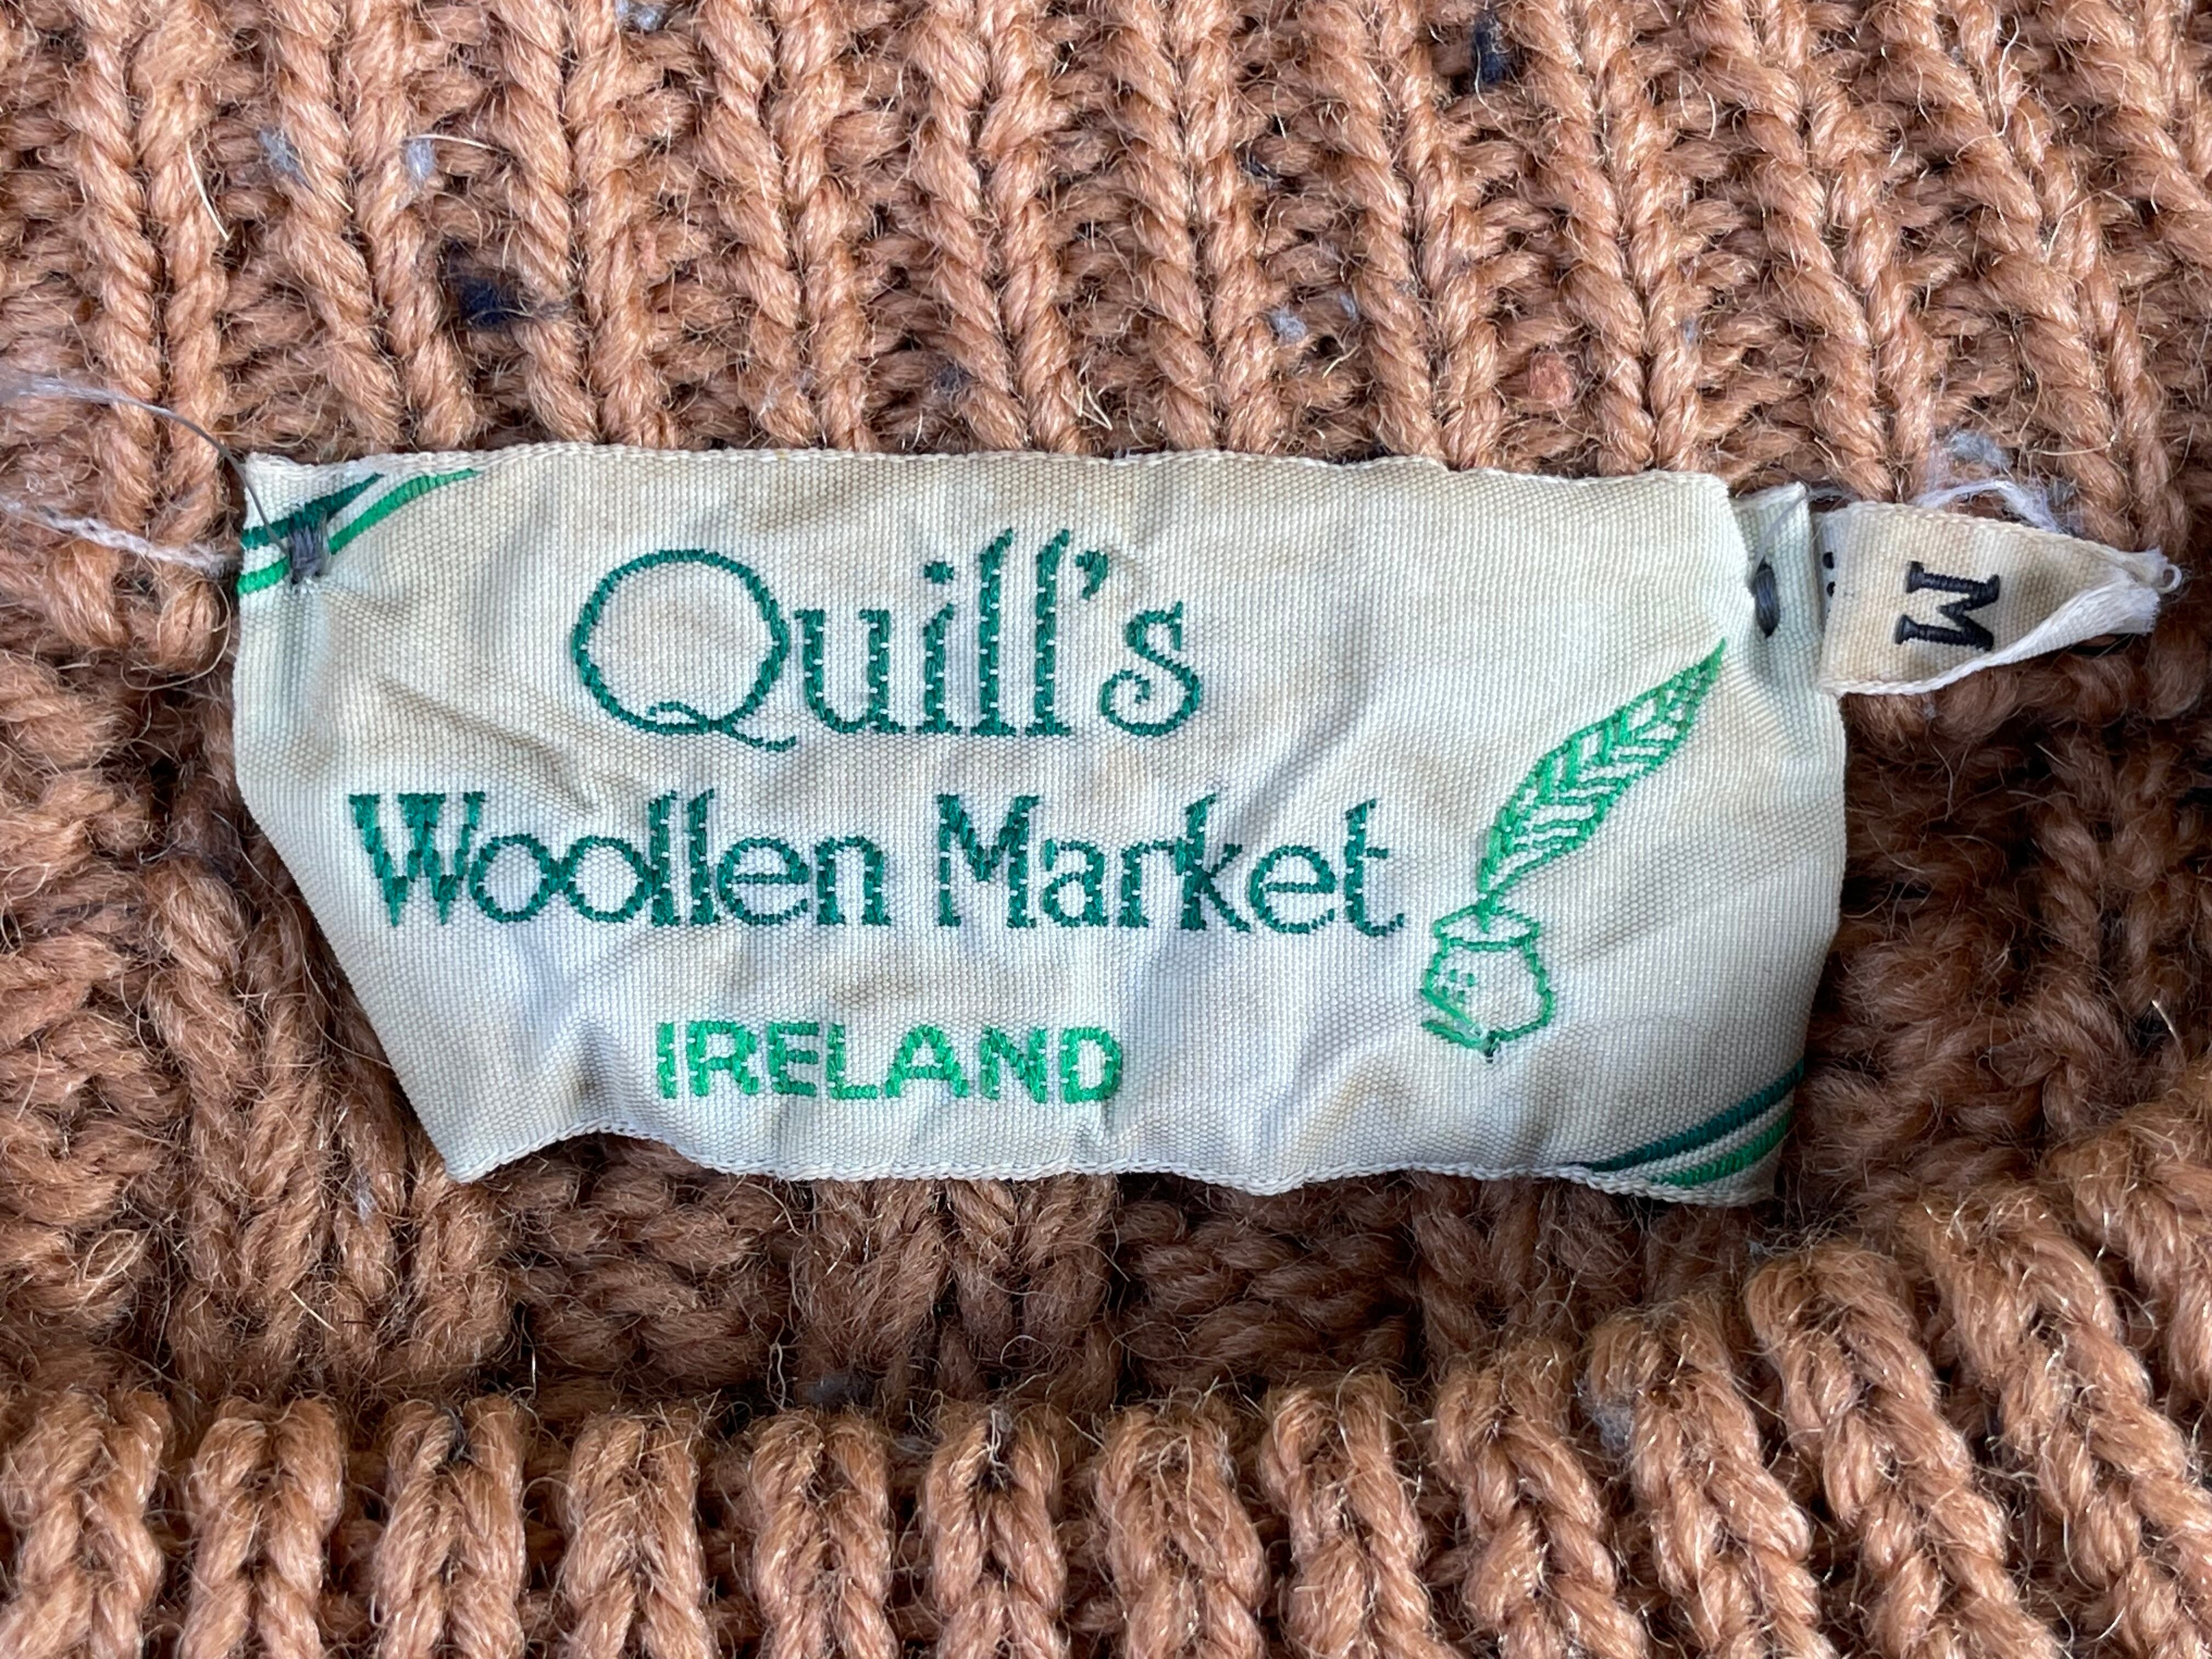 Quill's
Woollen Market
IRELAND
M